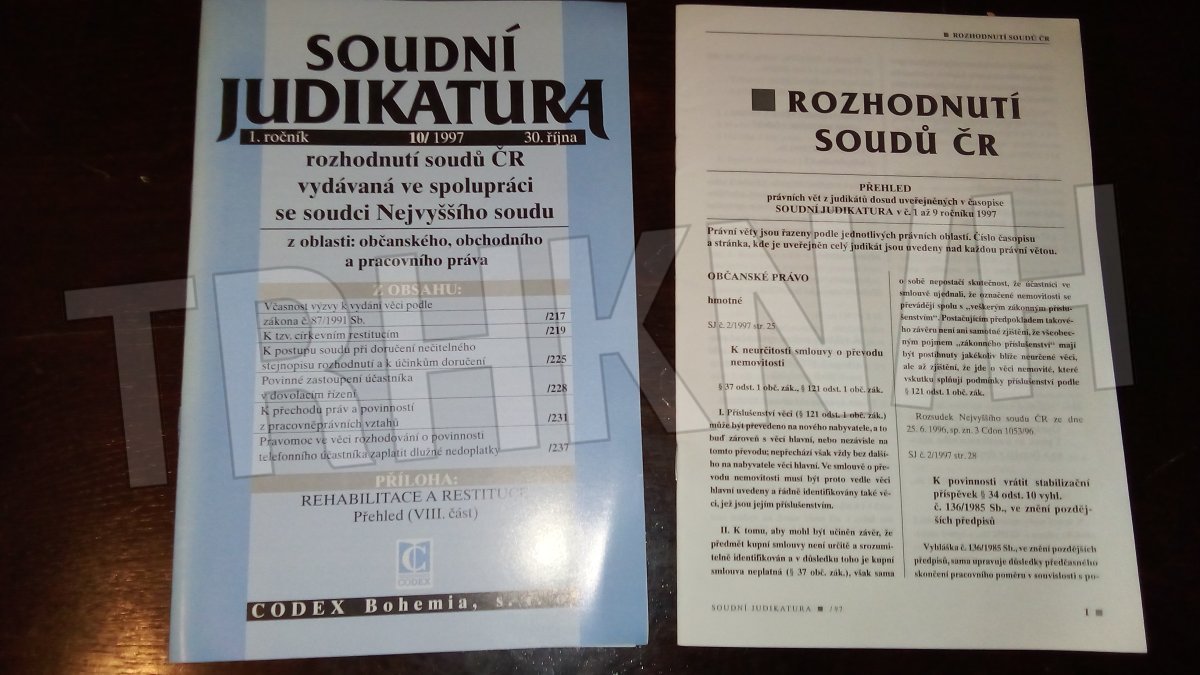 SOUDNÍ
JUDIKATURA
1. ročník 10/ 1997 30. října
rozhodnutí soudů ČR
vydávaná ve spolupráci
se soudci Nejvyššího soudu
z oblasti: občanského, obchodního
a pracovního práva
Z OBSAHU:
Včasnost výzvy k vydání věci podle
zákona č. 87/1991 Sb. /217
K tzv. církevním restitucím /219
K postupu soudu při doručení nečitelného
stejnopisu rozhodnutí a k účinkům doručení /225
Povinné zastoupení účastníka
v dovolacím řízení /228
K přechodu práv a povinností
z pracovněprávních vztahů /231
Pravomoc ve věci rozhodování o povinnosti
telefonního účastníka zaplatit dlužné nedoplatky /237
PŘÍLOHA:
REHABILITACE A RESTITUCE
Přehled (VIII. část)
CODEX
CODEX Bohemia, s.
■ ROZHODNUTÍ SOUDŮ ČR
■ ROZHODNUTÍ
SOUDŮ ČR
PŘEHLED
právních vět z judikátů dosud uveřejněných v časopise
SOUDNÍ JUDIKATURA v č. 1 až 9 ročníku 1997
Právní věty jsou řazeny podle jednotlivých právních oblastí. Číslo časopisu
a stránka, kde je uveřejněn celý judikát jsou uvedeny nad každou právní větou.
OBČANSKÉ PRÁVO
hmotné
SJ č. 2/1997 str. 25
K neurčitosti smlouvy o převodu
nemovitosti
§ 37 odst. 1 obč. zák., § 121 odst. 1 obč. zák.
I. Příslušenství věci (§ 121 odst. 1 obč. zák.)
může být převedeno na nového nabyvatele, a to
buď zároveň s věcí hlavní, nebo nezávisle na
tomto převodu; nepřechází však vždy bez další-
ho na nabyvatele věci hlavní. Ve smlouvě o pře-
vodu nemovitosti musí být proto vedle věci
hlavní uvedeny a řádně identifikovány také vě-
ci, jež jsou jejím příslušenstvím.
II. K tomu, aby mohl být učiněn závěr, že
předmět kupní smlouvy není určitě a srozumi-
telně identifikován a v důsledku toho je kupní
smlouva neplatná (§ 37 obč. zák.), však sama
o sobě nepostačí skutečnost, že účastníci ve
smlouvě ujednali, že označené nemovitosti se
převádějí spolu s „veškerým zákonným příslu-
šenstvím“. Postačujícím předpokladem takové-
ho závěru není ani samotné zjištění, že všeobec-
ným pojmem „zákonného příslušenství“ mají
být postihnuty jakékoliv blíže neurčené věci,
ale až zjištění, že jde o věci nemovité, které
vskutku splňují podmínky příslušenství podle
§ 121 odst. 1 obč. zák.
Rozsudek Nejvyššího soudu ČR ze dne
25. 6. 1996, sp. zn. 3 Cdon 1053/96.
SJ č. 2/1997 str. 28
K povinnosti vrátit stabilizační
příspěvek § 34 odst. 10 vyhl.
č. 136/1985 Sb., ve znění pozděj-
ších předpisů
Vyhláška č. 136/1985 Sb., ve znění pozdějších
předpisů, sama upravuje důsledky předčasného
skončení pracovního poměru v souvislosti s po-
SOUDNÍ JUDIKATURA ■ /97 1 ■
TRHKNIH